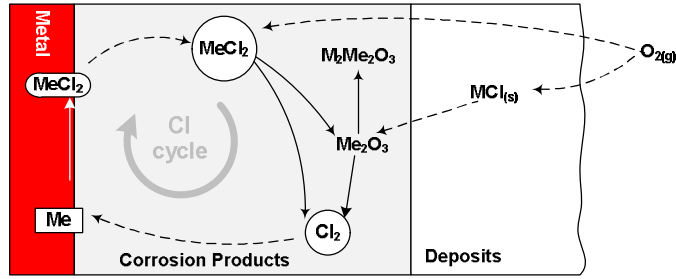 Metal
MeCl₂
MeCl₂
M₂Me₂O₃
O₂(g)
MCl(s)
Cl
cycle
Me₂O₃
Me
Cl₂
Corrosion Products
Deposits